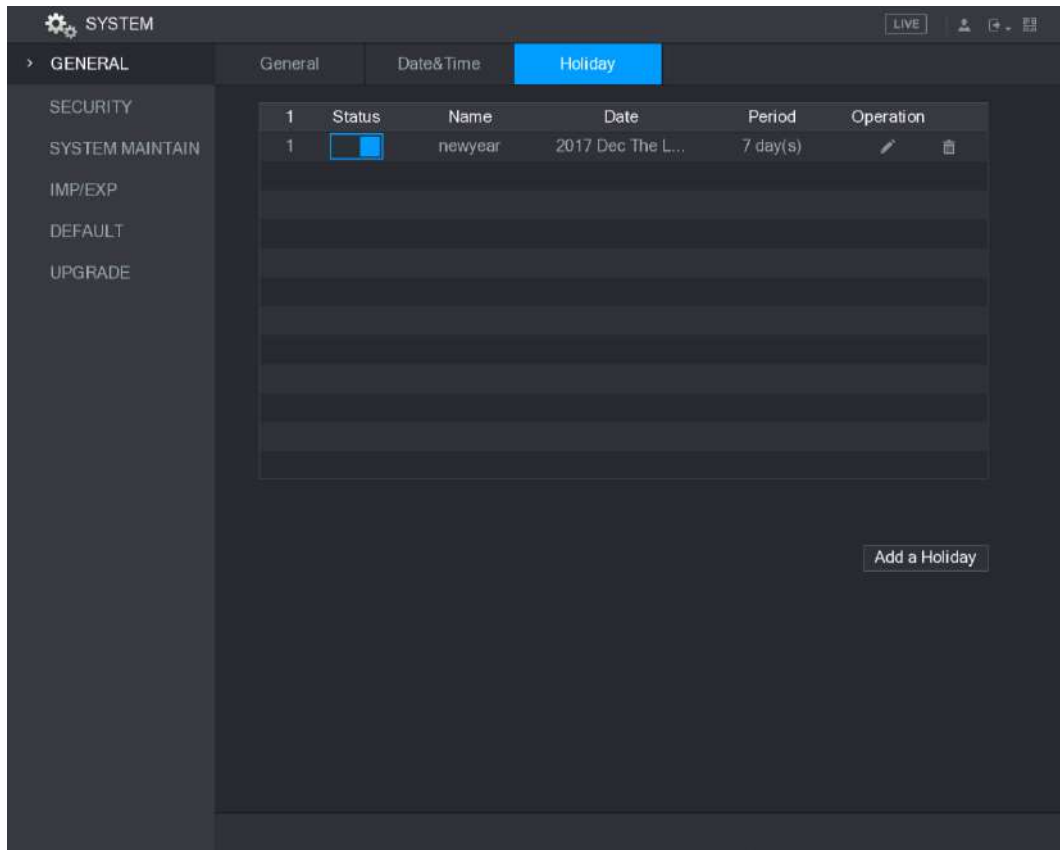 SYSTEM
LIVE
GENERAL
General
Date&Time
Holiday
SECURITY
SYSTEM MAINTAIN
IMP/EXP
DEFAULT
UPGRADE
1 Status Name Date Period Operation
1 newyear 2017 Dec The L... 7 day(s)
Add a Holiday